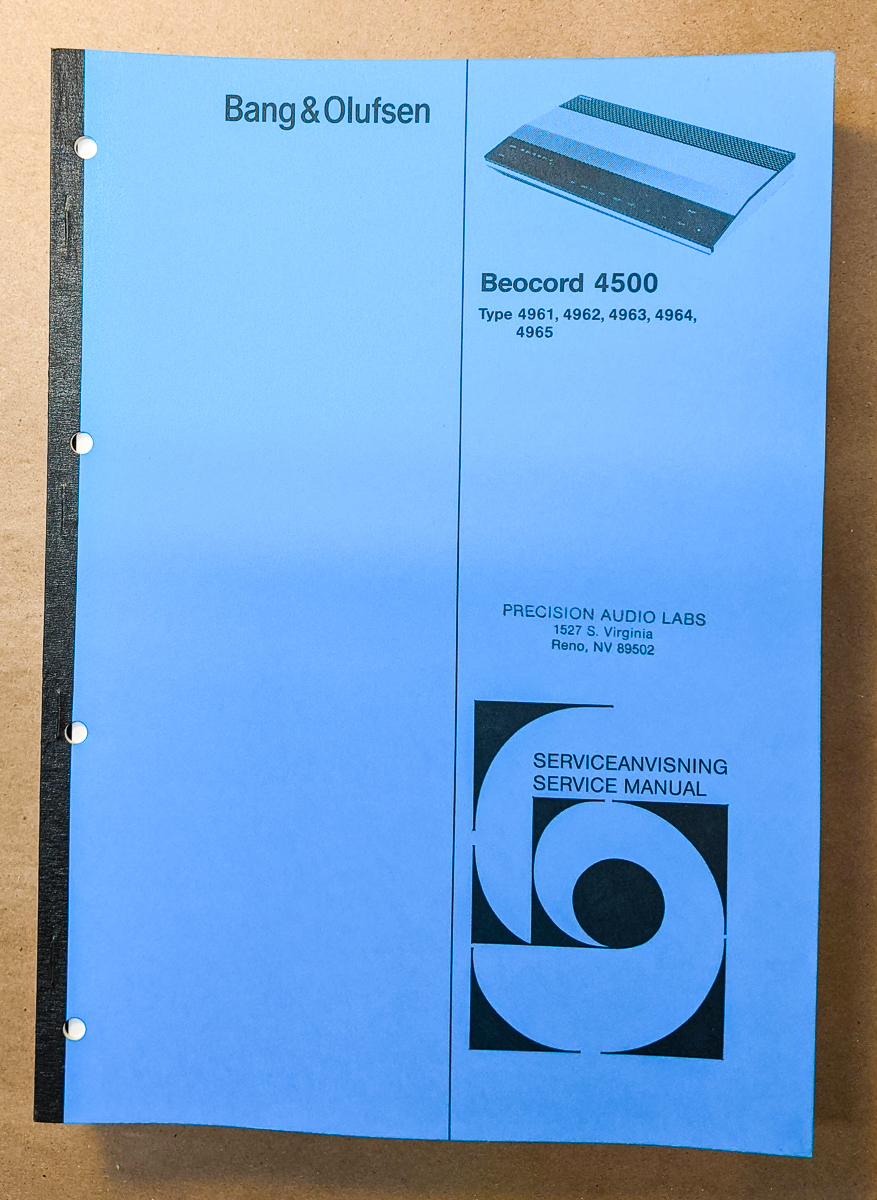 Bang & Olufsen
Beocord 4500
Type 4961, 4962, 4963, 4964,
4965
PRECISION AUDIO LABS
1527 S. Virginia
Reno, NV 89502
SERVICEANVISNING
SERVICE MANUAL